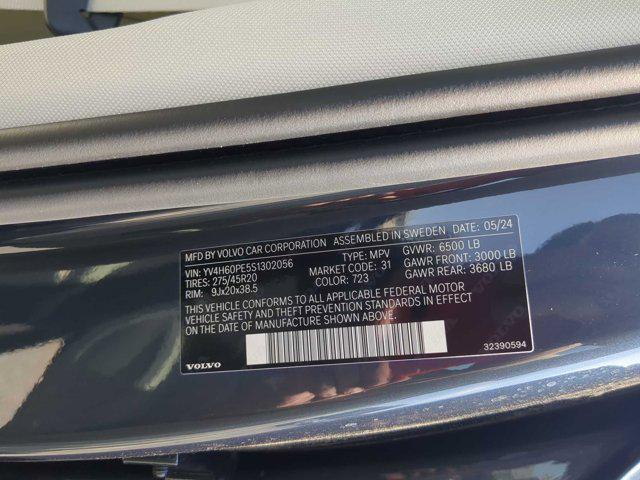 MFD BY VOLVO CAR CORPORATION ASSEMBLED IN SWEDEN 05/24
VIN: YV4H60PE5S1302056 TYPE: MPV GVWR: 6500 LB
TIRES: 275/45R20 MARKET CODE: 31 GAWR FRONT: 3000 LB
RIM: 9Jx20x38.5 COLOR: 723 GAWR REAR: 3680 LB
THIS VEHICLE CONFORMS TO ALL APPLICABLE FEDERAL MOTOR
VEHICLE SAFETY AND THEFT PREVENTION STANDARDS IN EFFECT
ON THE DATE OF MANUFACTURE SHOWN ABOVE.
VOLVO 32390594